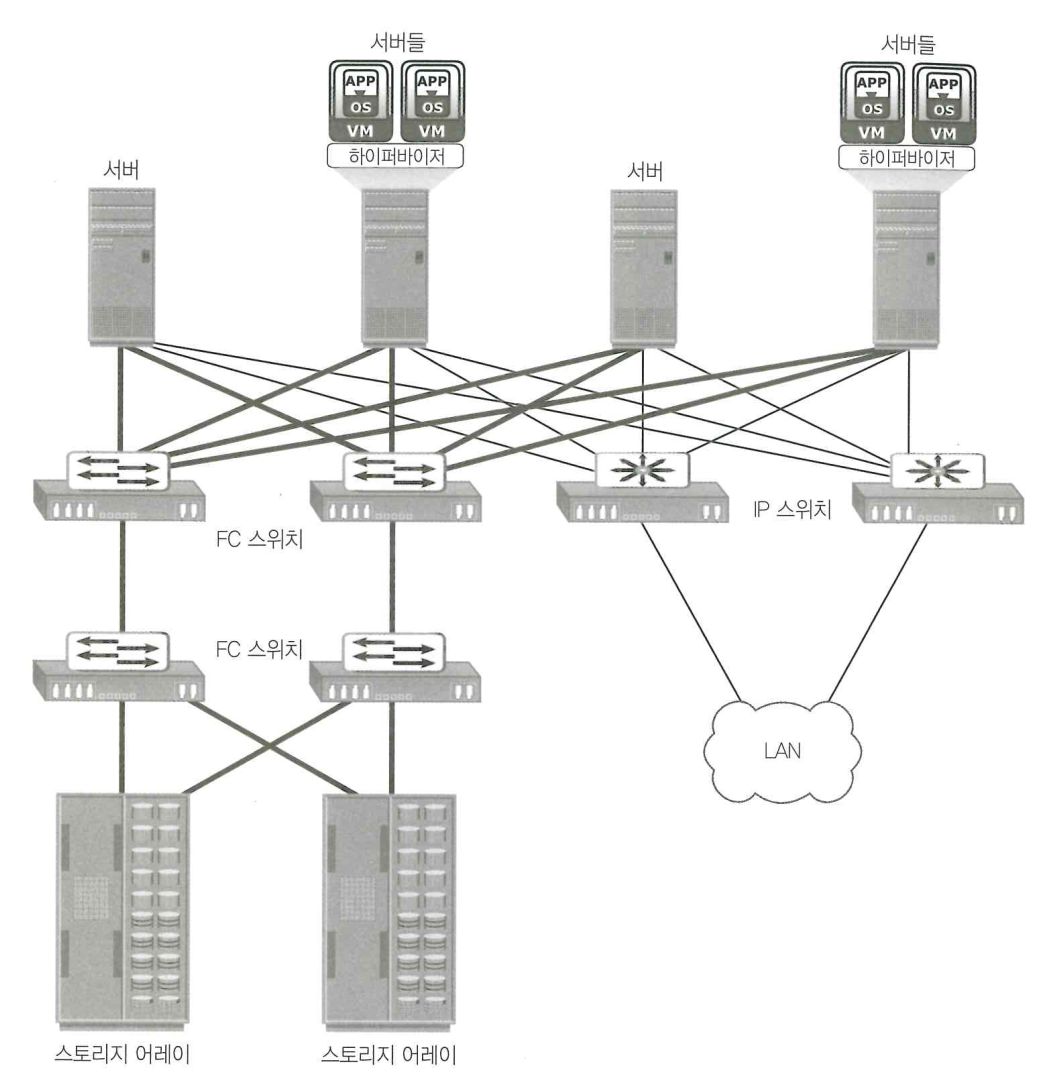 서버들
서버들
APP
OS
VM
APP
OS
VM
APP
OS
VM
APP
OS
VM
하이퍼바이저
하이퍼바이저
서버
서버
FC 스위치
IP 스위치
FC 스위치
LAN
스토리지 어레이
스토리지 어레이